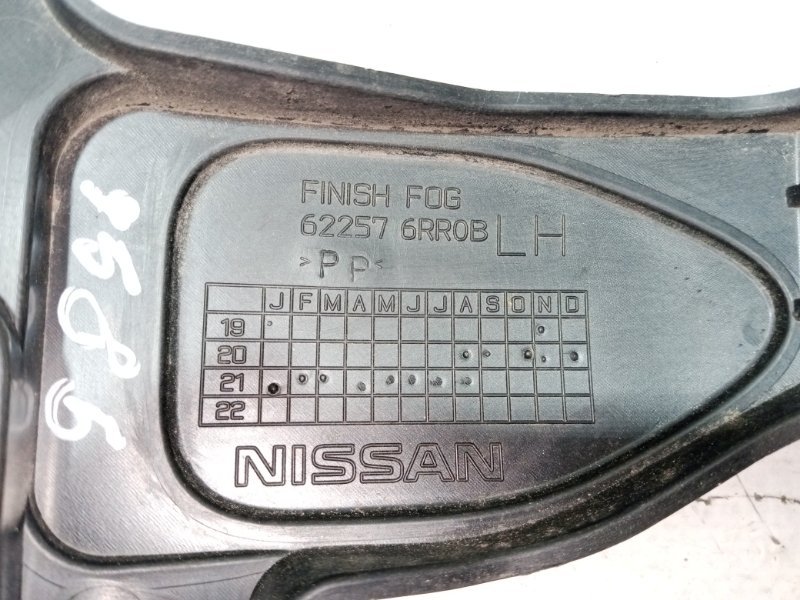 FINISH FOG
62257 6RR0B LH
>PP<
J F M A M J J A S O N D
19
20
21
22
NISSAN